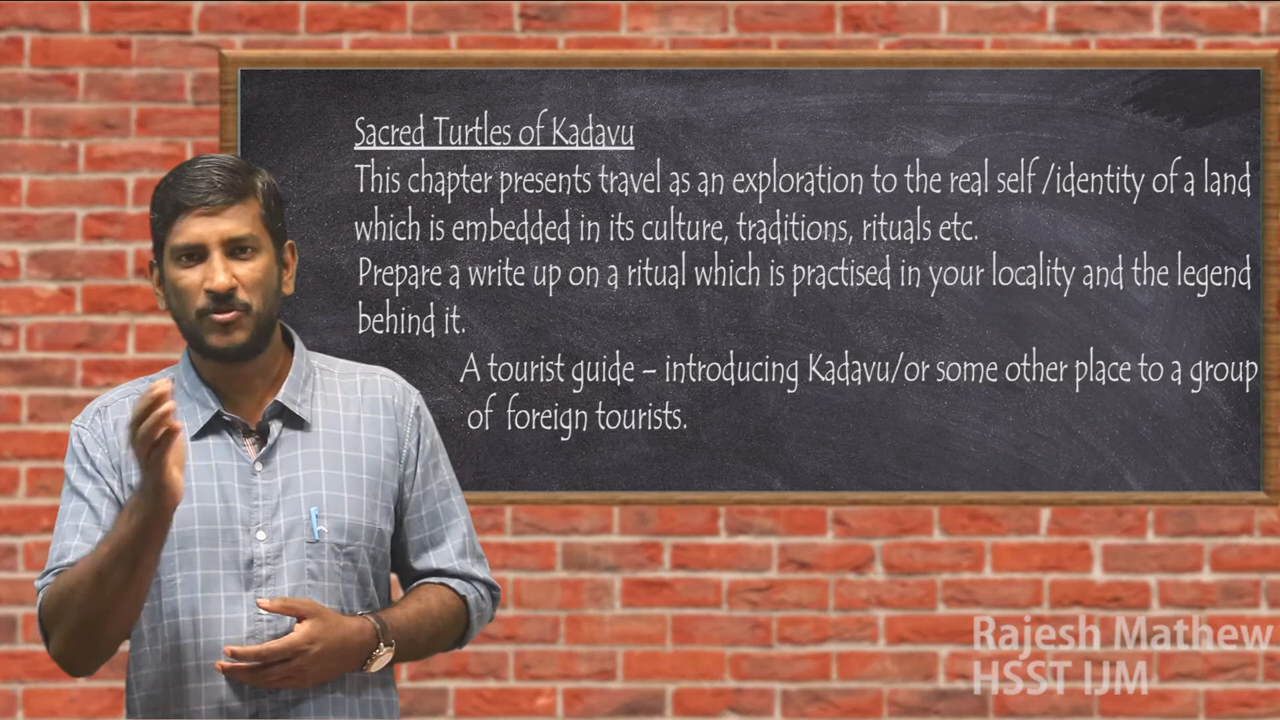 Sacred Turtles of Kadavu
This chapter presents travel as an exploration to the real self /identity of a land
which is embedded in its culture, traditions, rituals etc.
Prepare a write up on a ritual which is practised in your locality and the legend
behind it.
A tourist guide – introducing Kadavu/or some other place to a group
of foreign tourists.
Rajesh Mathew
HSST IJM